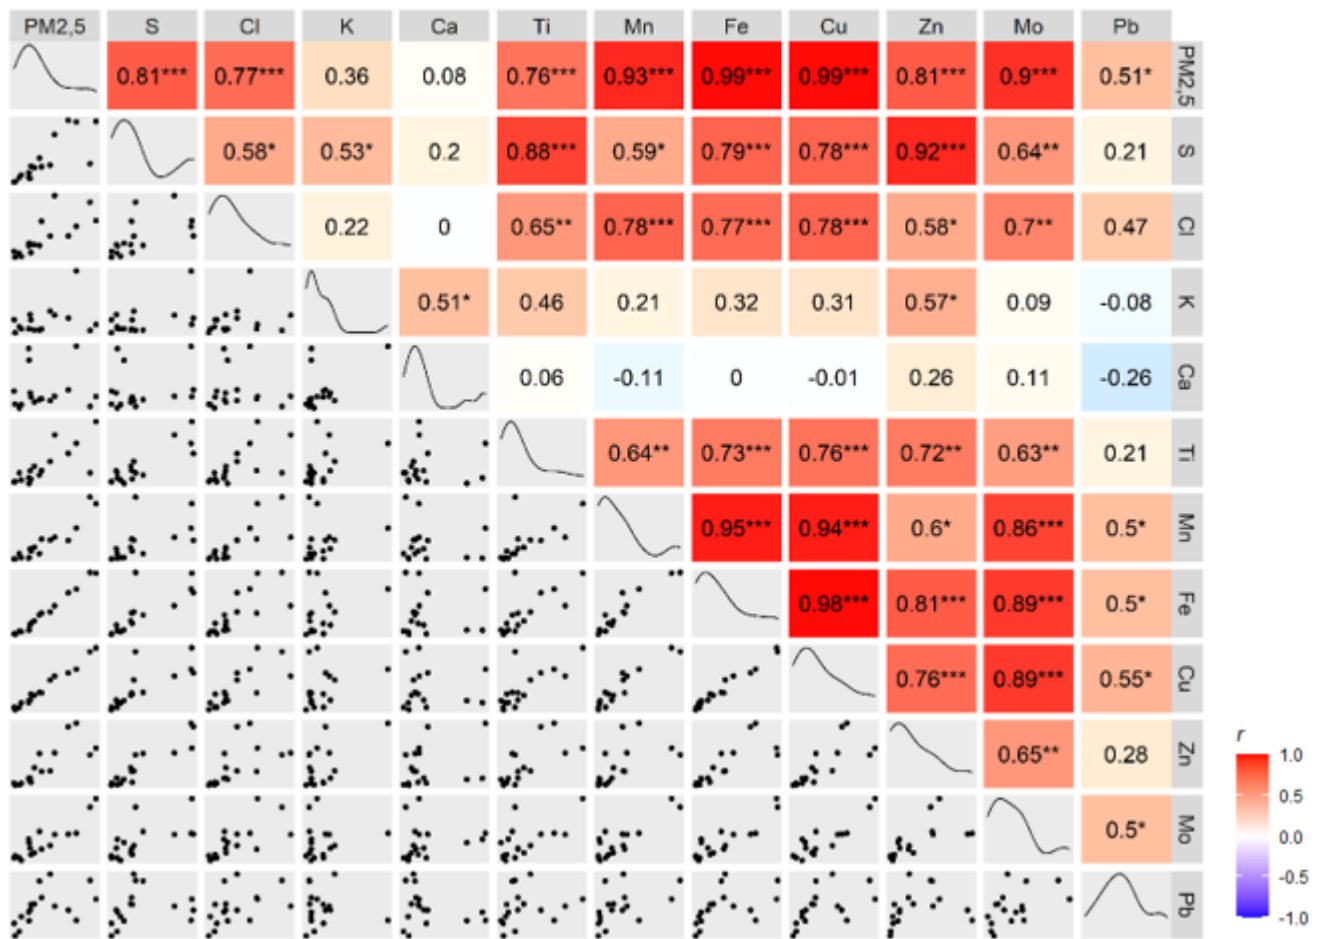 PM2,5 S Cl K Ca Ti Mn Fe Cu Zn Mo Pb
0.81*** 0.77*** 0.36 0.08 0.76*** 0.93*** 0.99*** 0.99*** 0.81*** 0.9*** 0.51* PM2,5
0.58* 0.53* 0.2 0.88*** 0.59* 0.79*** 0.78*** 0.92*** 0.64** 0.21 S
0.22 0 0.65** 0.78*** 0.77*** 0.78*** 0.58* 0.7** 0.47 Cl
0.51* 0.46 0.21 0.32 0.31 0.57* 0.09 -0.08 K
0.06 -0.11 0 -0.01 0.26 0.11 -0.26 Ca
0.64** 0.73*** 0.76*** 0.72** 0.63** 0.21 Ti
0.95*** 0.94*** 0.6* 0.86*** 0.5* Mn
0.98*** 0.81*** 0.89*** 0.5* Fe
0.76*** 0.89*** 0.55* Cu
0.65** 0.28 Zn
0.5* Mo
Pb
r
1.0
0.5
0.0
-0.5
-1.0